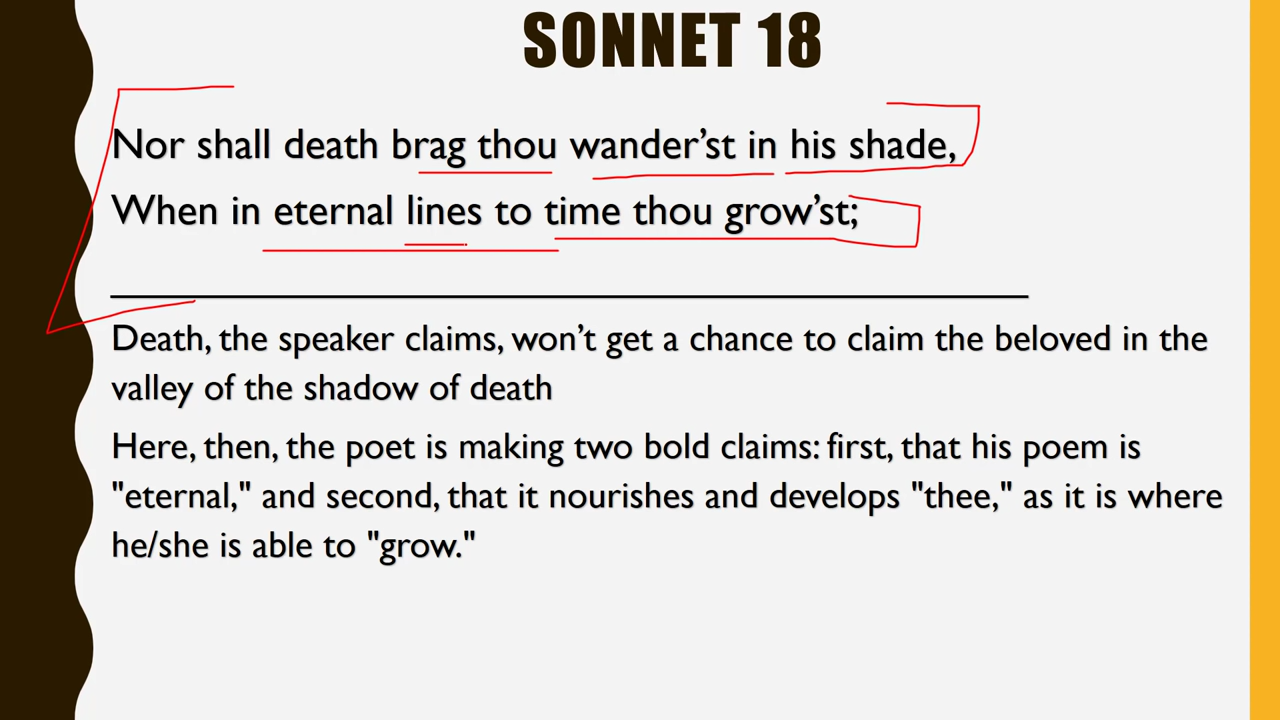 SONNET 18
Nor shall death brag thou wander’st in his shade,
When in eternal lines to time thou grow’st;
Death, the speaker claims, won’t get a chance to claim the beloved in the
valley of the shadow of death
Here, then, the poet is making two bold claims: first, that his poem is
"eternal," and second, that it nourishes and develops "thee," as it is where
he/she is able to "grow."